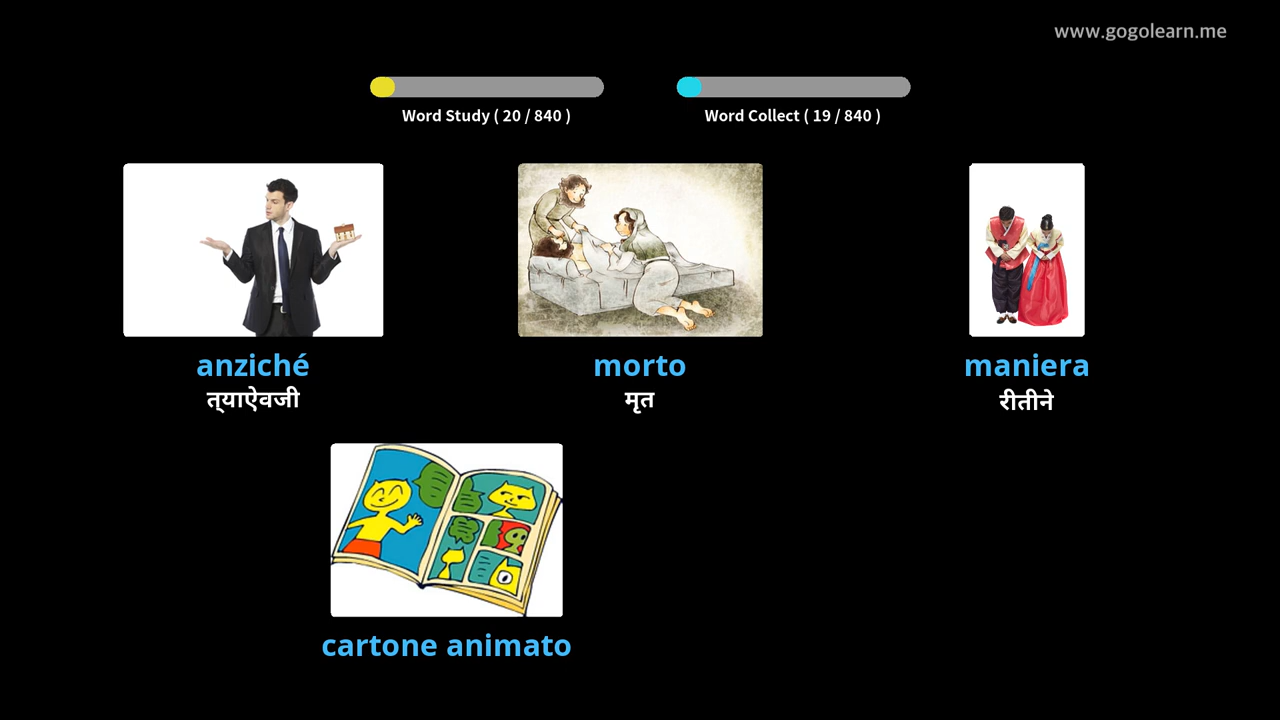 www.gogolearn.me
Word Study ( 20 / 840 )
Word Collect ( 19 / 840 )
anziché
त्याऐवजी
morto
मृत
maniera
रीतीने
cartone animato